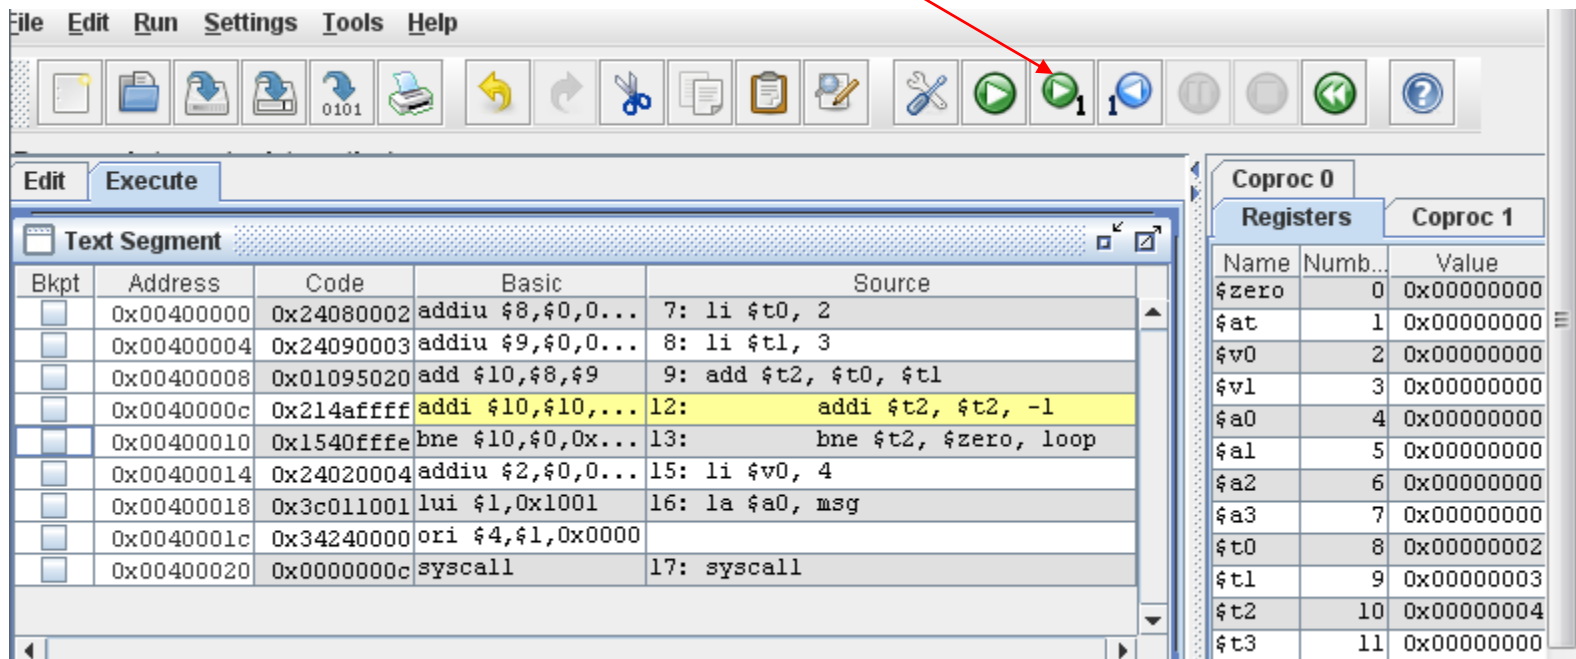 File Edit Run Settings Tools Help
0101
1
1
Edit Execute
Text Segment
Bkpt Address Code Basic Source
0x00400000 0x24080002 addiu $8,$0,0... 7: li $t0, 2
0x00400004 0x24090003 addiu $9,$0,0... 8: li $t1, 3
0x00400008 0x01095020 add $10,$8,$9 9: add $t2, $t0, $t1
0x0040000c 0x214affff addi $10,$10,... 12: addi $t2, $t2, -1
0x00400010 0x1540fffe bne $10,$0,0x... 13: bne $t2, $zero, loop
0x00400014 0x24020004 addiu $2,$0,0... 15: li $v0, 4
0x00400018 0x3c011001 lui $1,0x1001 16: la $a0, msg
0x0040001c 0x34240000 ori $4,$1,0x0000
0x00400020 0x0000000c syscall 17: syscall
Coproc 0
Registers Coproc 1
Name Numb... Value
$zero 0 0x00000000
$at 1 0x00000000
$v0 2 0x00000000
$v1 3 0x00000000
$a0 4 0x00000000
$a1 5 0x00000000
$a2 6 0x00000000
$a3 7 0x00000000
$t0 8 0x00000002
$t1 9 0x00000003
$t2 10 0x00000004
$t3 11 0x00000000